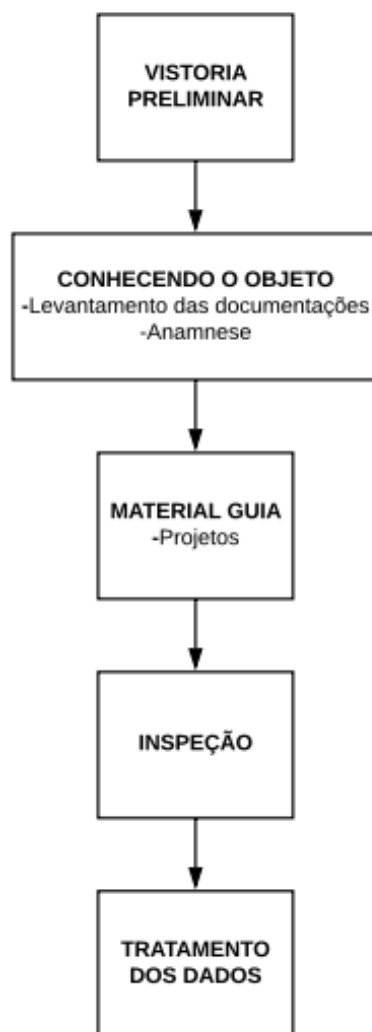 VISTORIA
PRELIMINAR
CONHECENDO O OBJETO
-Levantamento das documentações
-Anamnese
MATERIAL GUIA
-Projetos
INSPEÇÃO
TRATAMENTO
DOS DADOS